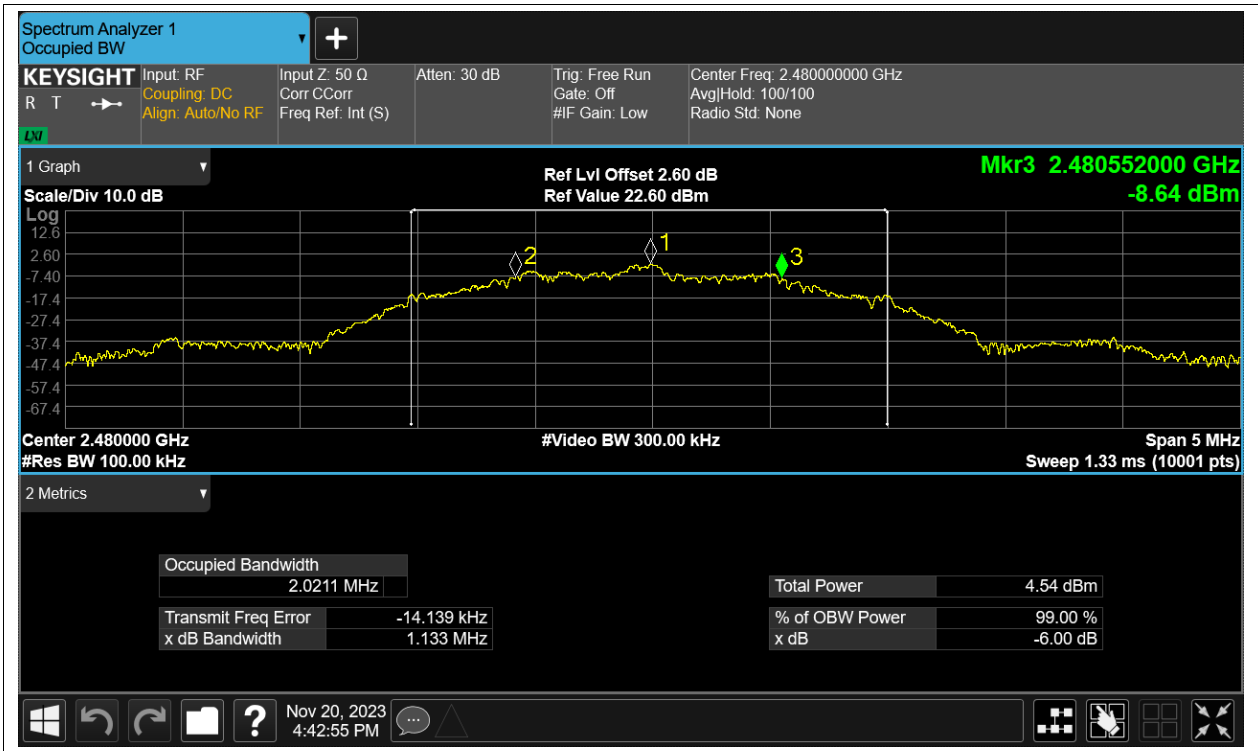 Spectrum Analyzer 1
Occupied BW
KEYSIGHT
R T
LXI
Input: RF
Coupling: DC
Align: Auto/No RF
Input Z: 50 Ω
Corr CCorr
Freq Ref: Int (S)
Atten: 30 dB
Trig: Free Run
Gate: Off
#IF Gain: Low
Center Freq: 2.480000000 GHz
Avg|Hold: 100/100
Radio Std: None
1 Graph
Scale/Div 10.0 dB
Ref Lvl Offset 2.60 dB
Ref Value 22.60 dBm
Mkr3 2.480552000 GHz
-8.64 dBm
Log
12.6
2.60
-7.40
-17.4
-27.4
-37.4
-47.4
-57.4
-67.4
2
1
3
Center 2.480000 GHz
#Res BW 100.00 kHz
#Video BW 300.00 kHz
Span 5 MHz
Sweep 1.33 ms (10001 pts)
2 Metrics
Occupied Bandwidth
2.0211 MHz
Transmit Freq Error -14.139 kHz
x dB Bandwidth 1.133 MHz
Total Power 4.54 dBm
% of OBW Power 99.00 %
x dB -6.00 dB
?
Nov 20, 2023
4:42:55 PM